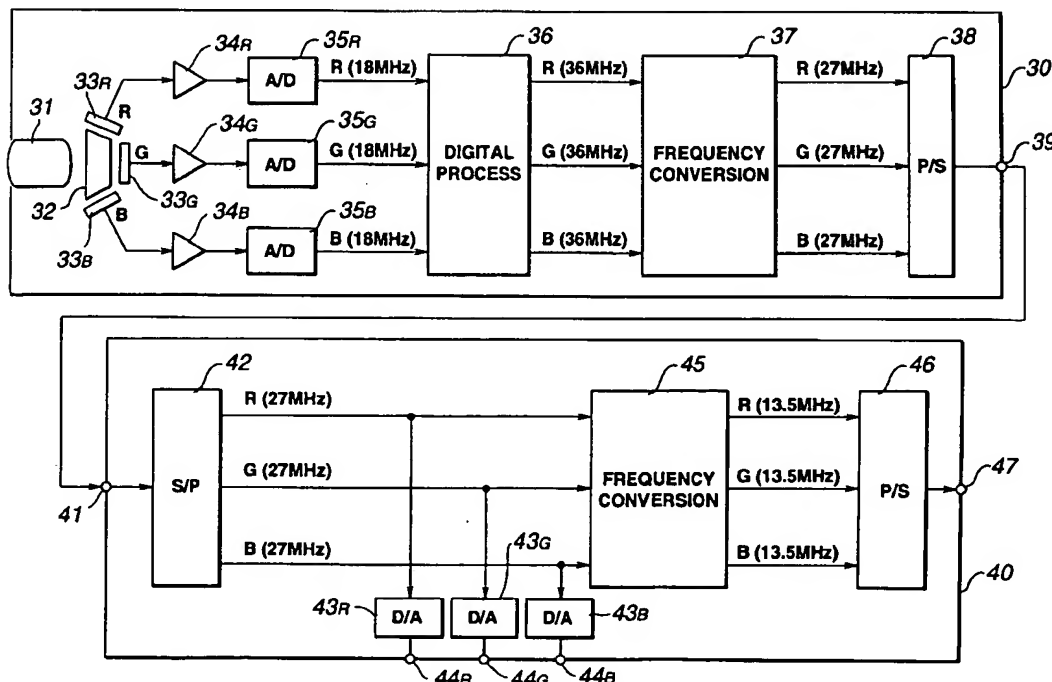 34R
35R
36
37
38
33R
A/D
R (18MHz)
R (36MHz)
R (27MHz)
30
31
R
34G
35G
39
G
A/D
G (18MHz)
DIGITAL
PROCESS
G (36MHz)
FREQUENCY
CONVERSION
G (27MHz)
P/S
32
33G
34B
35B
B
33B
A/D
B (18MHz)
B (36MHz)
B (27MHz)
42
45
46
R (27MHz)
R (13.5MHz)
41
S/P
G (27MHz)
FREQUENCY
CONVERSION
G (13.5MHz)
P/S
47
B (27MHz)
43G
B (13.5MHz)
40
43R
D/A
D/A
D/A
43B
44R
44G
44B